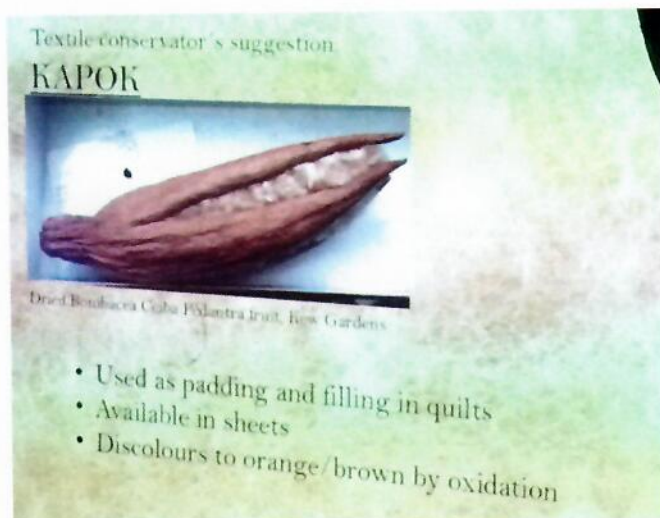 Textile conservator's suggestion
KAPOK
Dried Bombacea Ceiba Pentantra fruit, Kew Gardens
• Used as padding and filling in quilts
• Available in sheets
• Discolours to orange/brown by oxidation